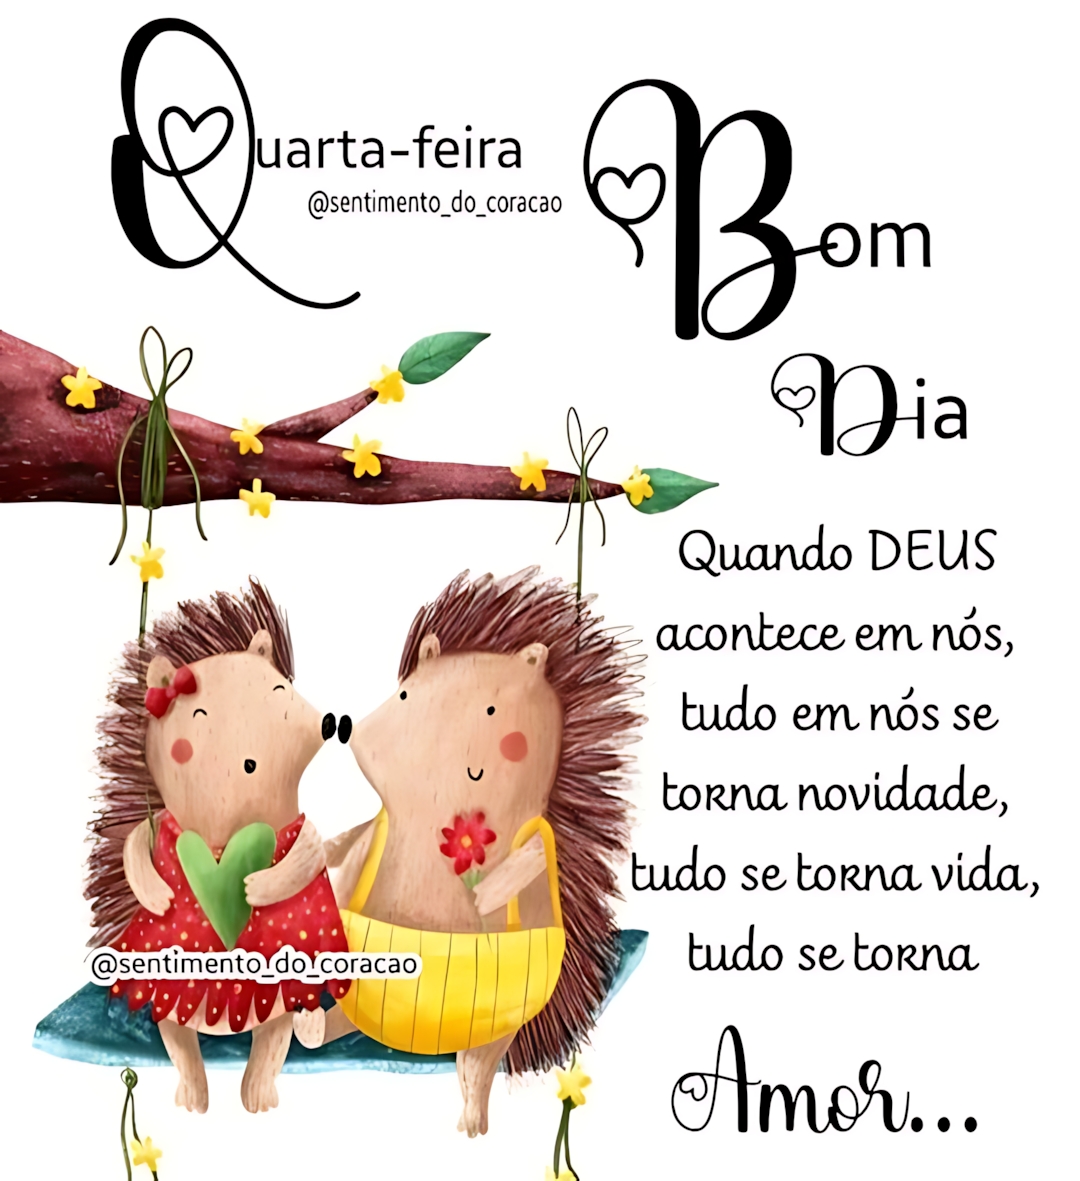 Quarta-feira
@sentimento_do_coracao
Bom
Dia
Quando DEUS
acontece em nós,
tudo em nós se
torna novidade,
tudo se torna vida,
tudo se torna
Amor...
@sentimento_do_coracao